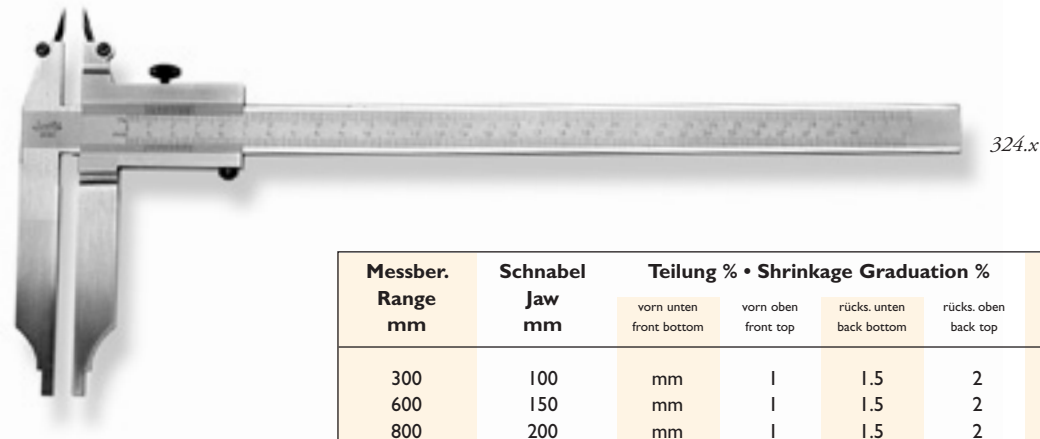 324.x
Messber. Schnabel Teilung % • Shrinkage Graduation %
Range Jaw
mm mm
vorn unten vorn oben rücks. unten rücks. oben
front bottom front top back bottom back top
300 100 mm 1 1.5 2
600 150 mm 1 1.5 2
800 200 mm 1 1.5 2